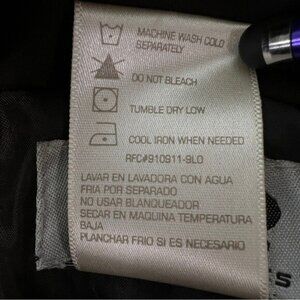 MACHINE WASH COLD
SEPARATELY
DO NOT BLEACH
TUMBLE DRY LOW
COOL IRON WHEN NEEDED
RFC#910911-9L0
LAVAR EN LAVADORA CON AGUA
FRIA POR SEPARADO
NO USAR BLANQUEADOR
SECAR EN MAQUINA TEMPERATURA
BAJA
PLANCHAR FRIO SI ES NECESARIO